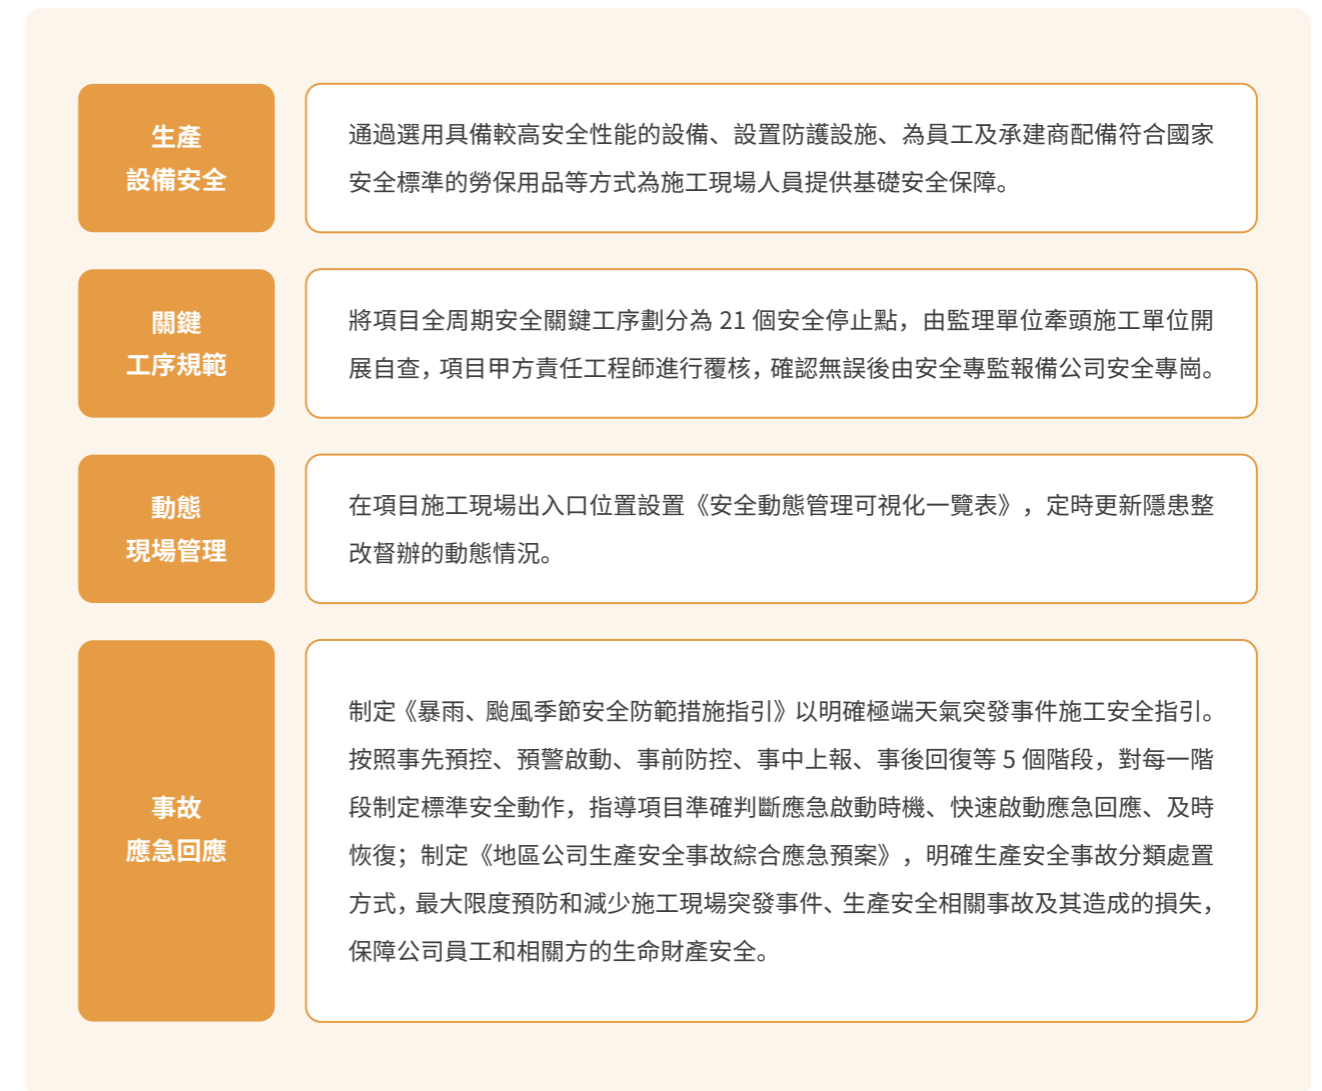 生產
設備安全
通過選用具備較高安全性能的設備、設置防護設施、為員工及承建商配備符合國家
安全標準的勞保用品等方式為施工現場人員提供基礎安全保障。
關鍵
工序規範
將項目全周期安全關鍵工序劃分為 21 個安全停止點，由監理單位牽頭施工單位開
展自查，項目甲方責任工程師進行覆核，確認無誤後由安全專監報備公司安全專崗。
動態
現場管理
在項目施工現場出入口位置設置《安全動態管理可視化一覽表》，定時更新隱患整
改督辦的動態情況。
事故
應急回應
制定《暴雨、颱風季節安全防範措施指引》以明確極端天氣突發事件施工安全指引。
按照事先預控、預警啟動、事前防控、事中上報、事後回復等 5 個階段，對每一階
段制定標準安全動作，指導項目準確判斷應急啟動時機、快速啟動應急回應、及時
恢復；制定《地區公司生產安全事故綜合應急預案》，明確生產安全事故分類處置
方式，最大限度預防和減少施工現場突發事件、生產安全相關事故及其造成的損失，
保障公司員工和相關方的生命財產安全。